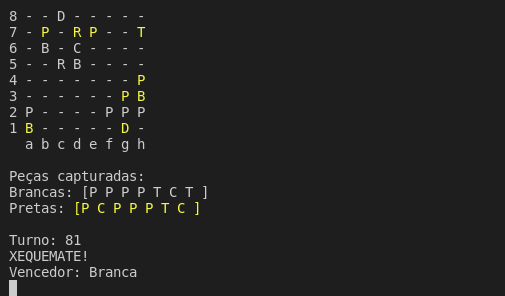 8 - - D - - - - -
7 - P - R P - - T
6 - B - C - - - -
5 - - R B - - - -
4 - - - - - - - P
3 - - - - - - P B
2 P - - - - P P P
1 B - - - - - D -
a b c d e f g h
Peças capturadas:
Brancas: [P P P P T C T ]
Pretas: [P C P P P T C ]
Turno: 81
XEQUEMATE!
Vencedor: Branca